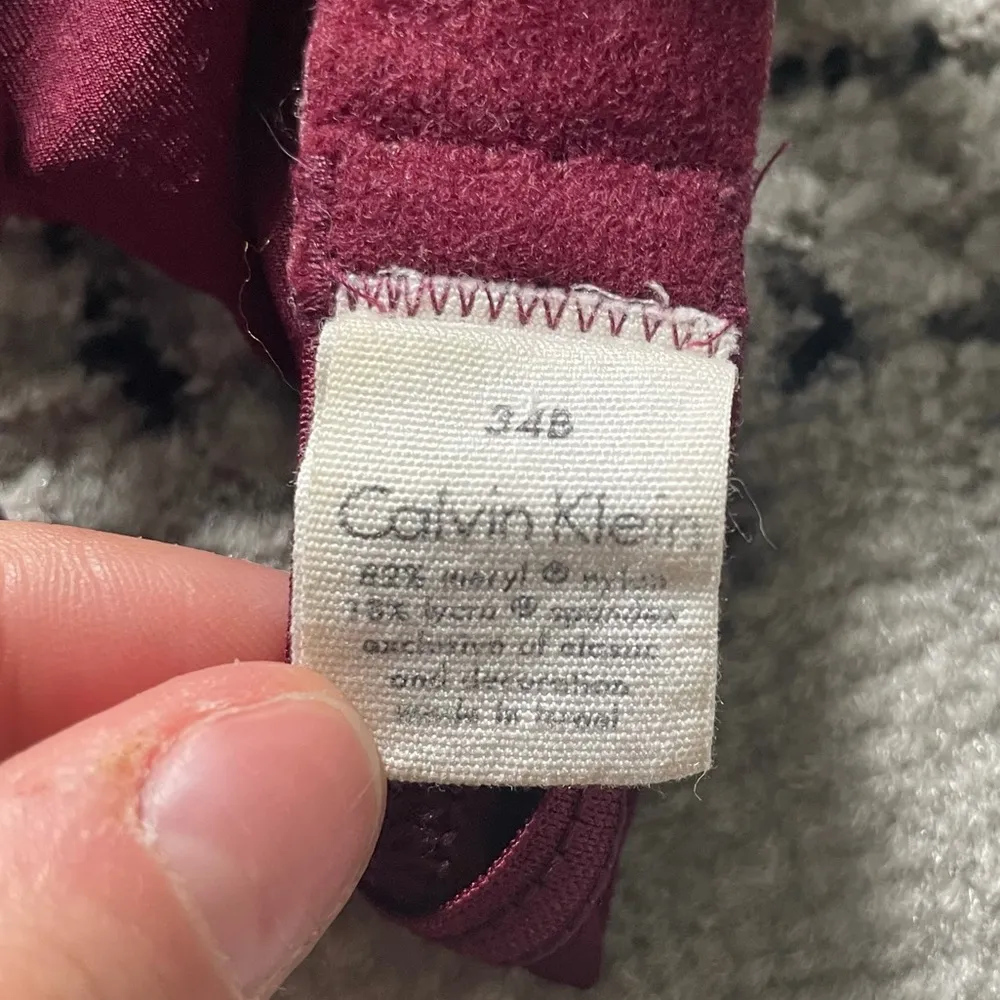 34B
Calvin Klein
82% meryl ® nylon
18% lycra ® spandex
exclusive of elastic
and decoration
made in israel